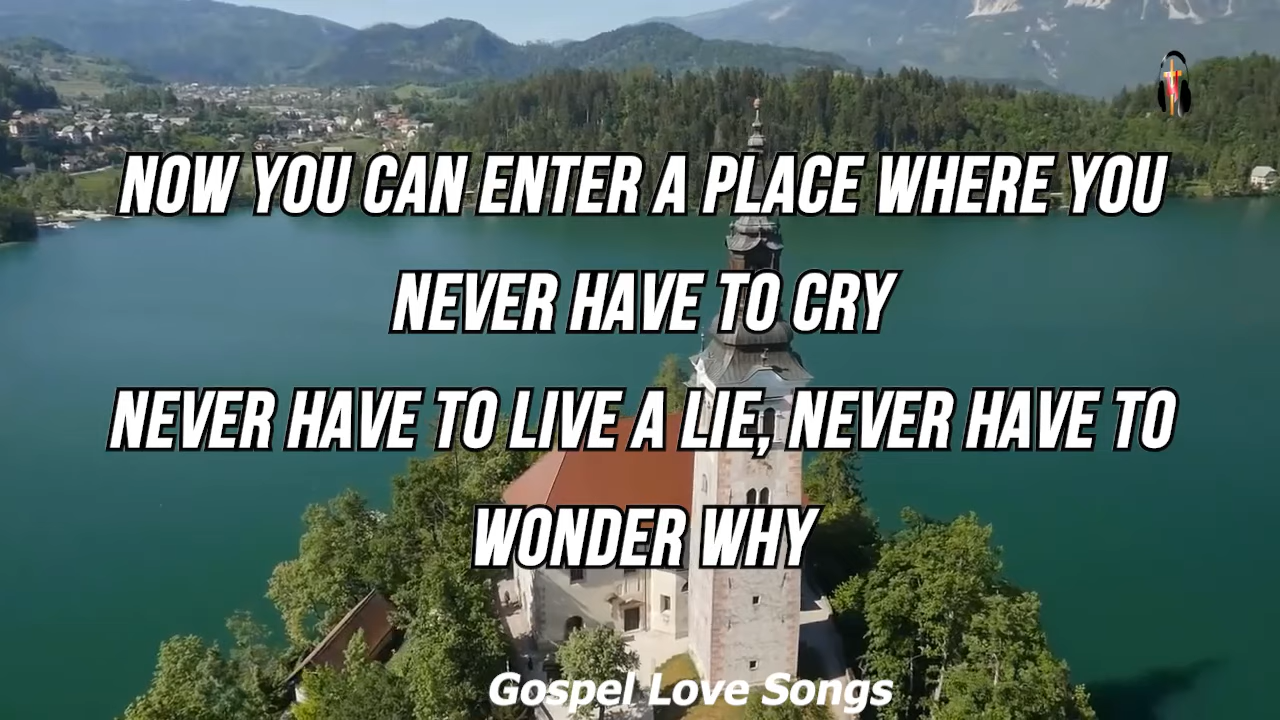 NOW YOU CAN ENTER A PLACE WHERE YOU
NEVER HAVE TO CRY
NEVER HAVE TO LIVE A LIE, NEVER HAVE TO
WONDER WHY
Gospel Love Songs